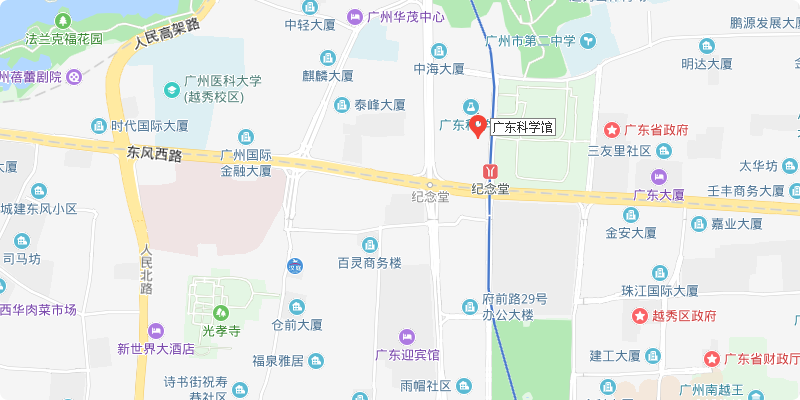 中轻大厦
广州华茂中心
鹏源发展大厦
法兰克福花园
人民高架路
广州市第二中学
中海大厦
麒麟大厦
明达大厦
州蓓蕾剧院
广州医科大学
(越秀校区)
泰峰大厦
时代国际大厦
广东科学馆
广东省政府
三友里社区
东风西路
广州国际
金融大厦
太华坊
纪念堂
纪念堂
广东大厦
壬丰商务大厦
城建东风小区
金安大厦
嘉业大厦
司马坊
人民北路
百灵商务楼
珠江国际大厦
西华肉菜市场
光孝寺
仓前大厦
府前路29号
办公大楼
越秀区政府
新世界大酒店
福泉雅居
广东迎宾馆
建工大厦
广东省财政厅
诗书街祝寿
巷社区
雨帽社区
广州南越王